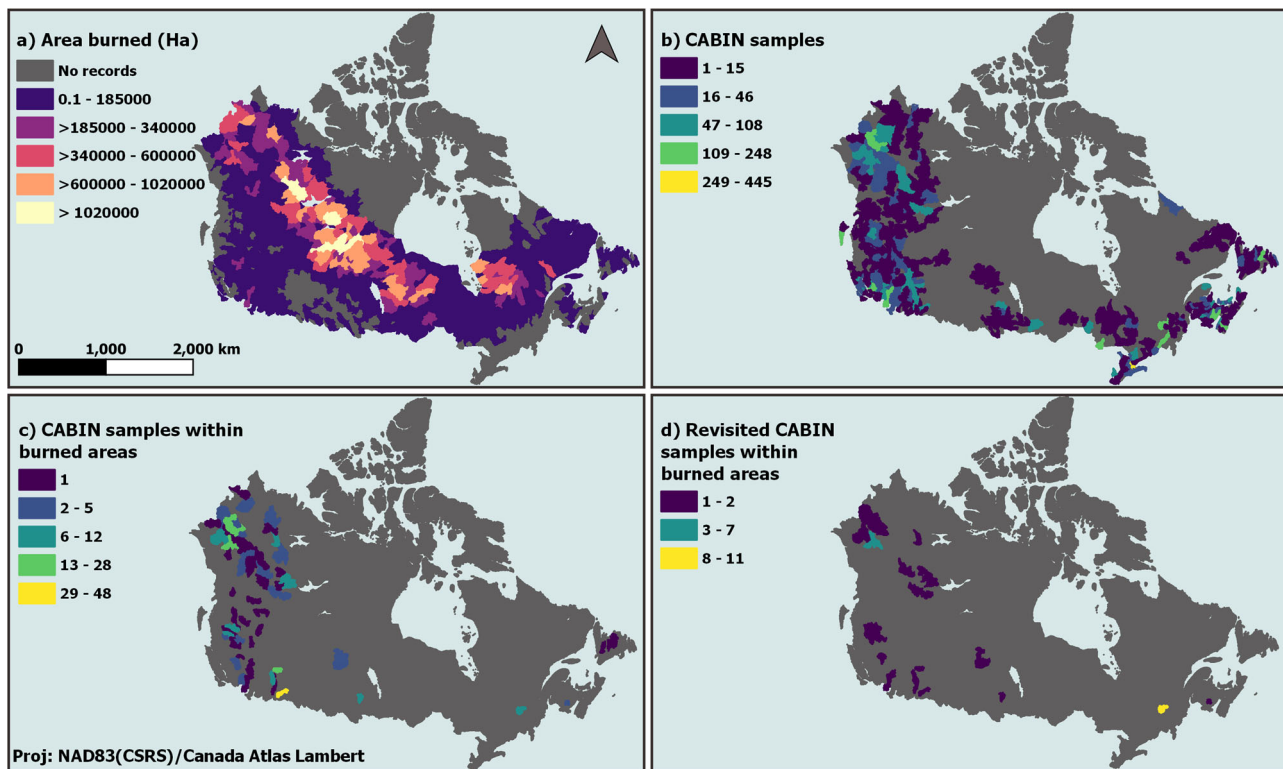 a) Area burned (Ha)
No records
0.1 - 185000
>185000 - 340000
>340000 - 600000
>600000 - 1020000
> 1020000
0 1,000 2,000 km
b) CABIN samples
1 - 15
16 - 46
47 - 108
109 - 248
249 - 445
c) CABIN samples within
burned areas
1
2 - 5
6 - 12
13 - 28
29 - 48
Proj: NAD83(CSRS)/Canada Atlas Lambert
d) Revisited CABIN
samples within
burned areas
1 - 2
3 - 7
8 - 11